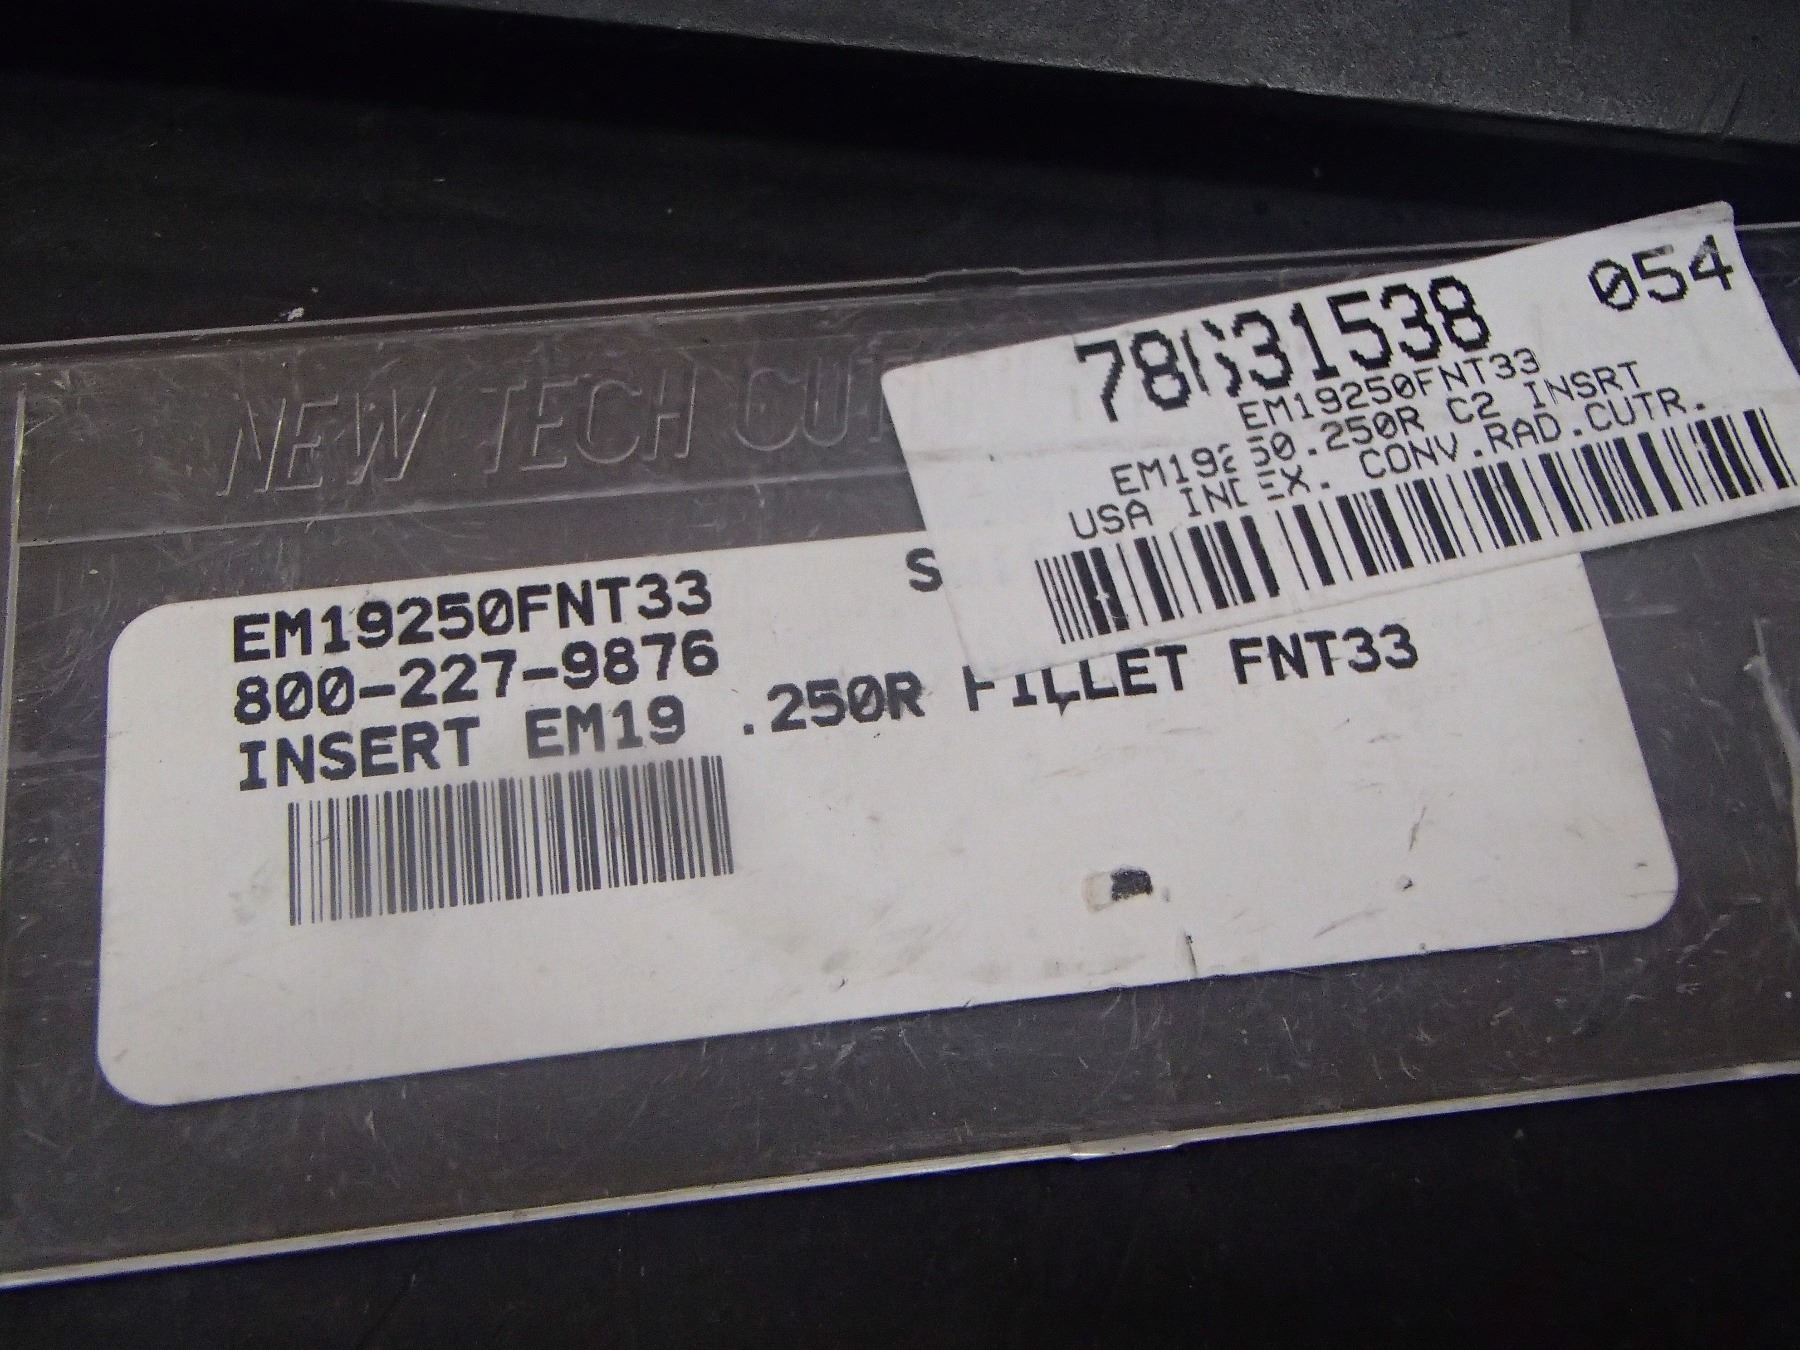 NEW TECH
78631538 054
EM19250FNT33
EM19250.250R C2 INSRT
USA INDEX. CONV.RAD.CUTR.
EM19250FNT33
800-227-9876
INSERT EM19 .250R FILLET FNT33